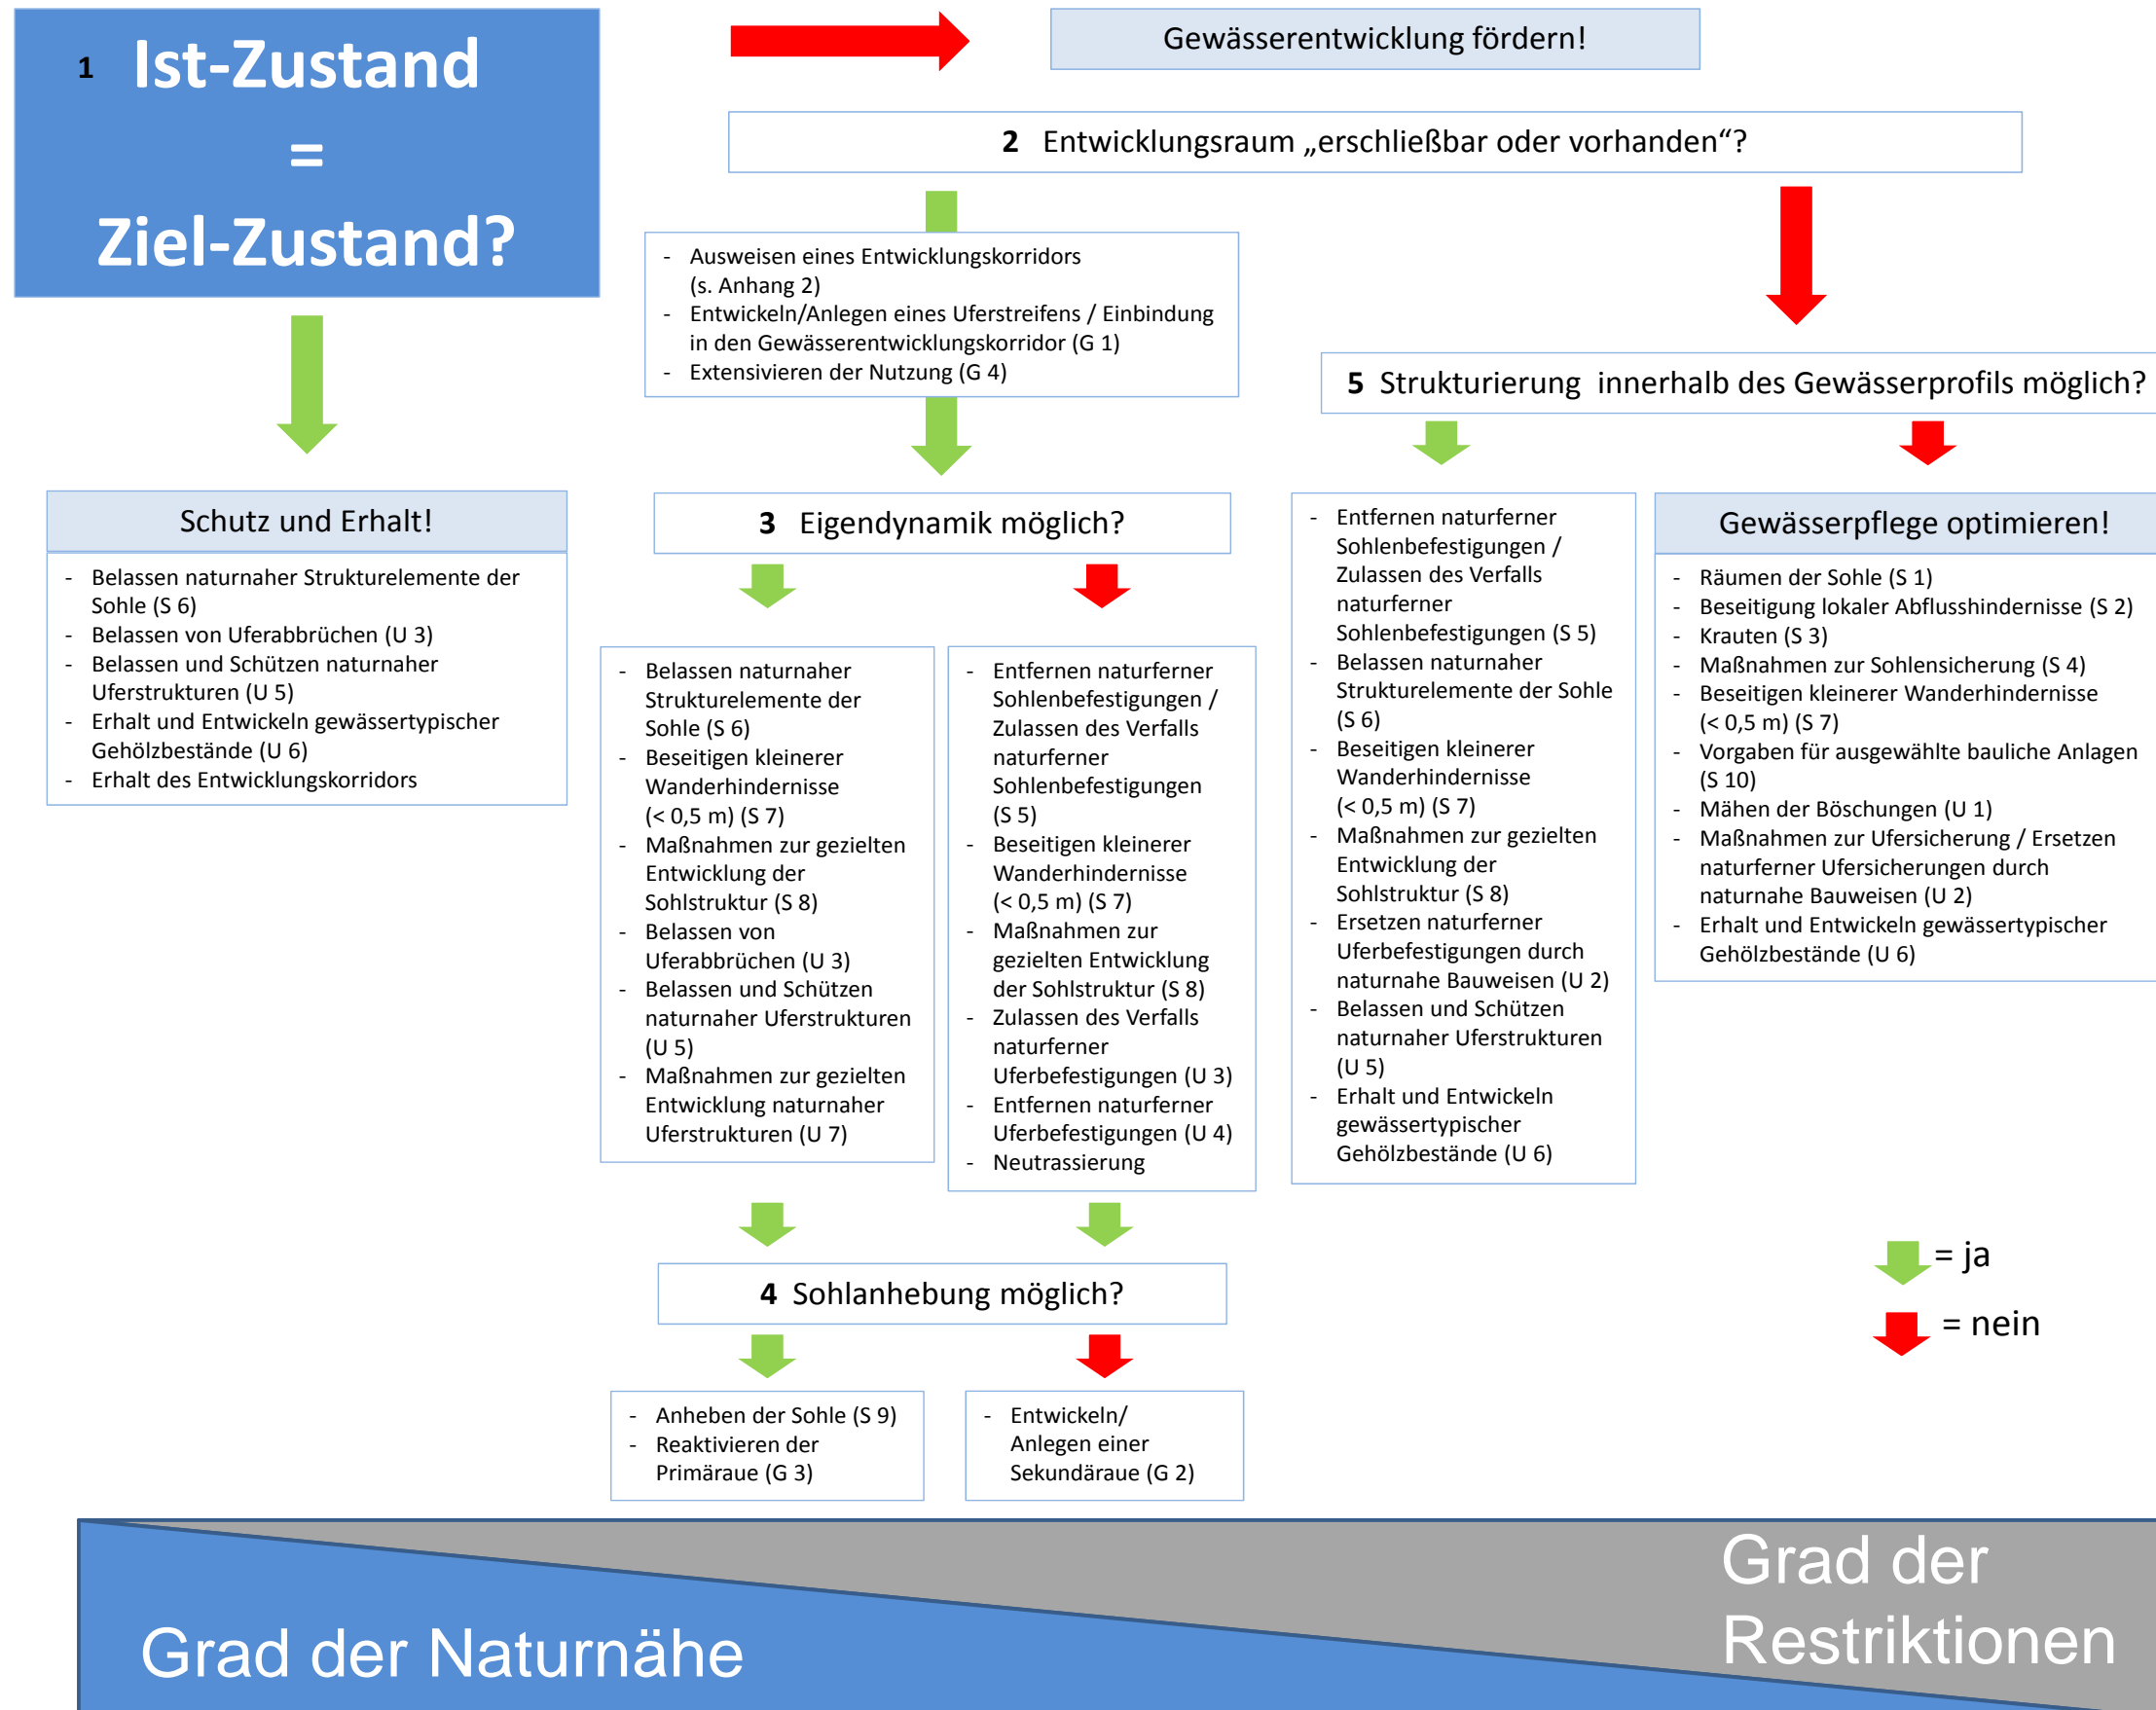 1 Ist-Zustand
=
Ziel-Zustand?
Gewässerentwicklung fördern!
2 Entwicklungsraum „erschließbar oder vorhanden“?
- Ausweisen eines Entwicklungskorridors
(s. Anhang 2)
- Entwickeln/Anlegen eines Uferstreifens / Einbindung
in den Gewässerentwicklungskorridor (G 1)
- Extensivieren der Nutzung (G 4)
5 Strukturierung innerhalb des Gewässerprofils möglich?
Schutz und Erhalt!
- Belassen naturnaher Strukturelemente der
Sohle (S 6)
- Belassen von Uferabbrüchen (U 3)
- Belassen und Schützen naturnaher
Uferstrukturen (U 5)
- Erhalt und Entwickeln gewässertypischer
Gehölzbestände (U 6)
- Erhalt des Entwicklungskorridors
3 Eigendynamik möglich?
- Belassen naturnaher
Strukturelemente der
Sohle (S 6)
- Beseitigen kleinerer
Wanderhindernisse
(< 0,5 m) (S 7)
- Maßnahmen zur gezielten
Entwicklung der
Sohlstruktur (S 8)
- Belassen von
Uferabbrüchen (U 3)
- Belassen und Schützen
naturnaher Uferstrukturen
(U 5)
- Maßnahmen zur gezielten
Entwicklung naturnaher
Uferstrukturen (U 7)
- Entfernen naturferner
Sohlenbefestigungen /
Zulassen des Verfalls
naturferner
Sohlenbefestigungen
(S 5)
- Beseitigen kleinerer
Wanderhindernisse
(< 0,5 m) (S 7)
- Maßnahmen zur
gezielten Entwicklung
der Sohlstruktur (S 8)
- Zulassen des Verfalls
naturferner
Uferbefestigungen (U 3)
- Entfernen naturferner
Uferbefestigungen (U 4)
- Neutrassierung
- Entfernen naturferner
Sohlenbefestigungen /
Zulassen des Verfalls
naturferner
Sohlenbefestigungen (S 5)
- Belassen naturnaher
Strukturelemente der Sohle
(S 6)
- Beseitigen kleinerer
Wanderhindernisse
(< 0,5 m) (S 7)
- Maßnahmen zur gezielten
Entwicklung der
Sohlstruktur (S 8)
- Ersetzen naturferner
Uferbefestigungen durch
naturnahe Bauweisen (U 2)
- Belassen und Schützen
naturnaher Uferstrukturen
(U 5)
- Erhalt und Entwickeln
gewässertypischer
Gehölzbestände (U 6)
Gewässerpflege optimieren!
- Räumen der Sohle (S 1)
- Beseitigung lokaler Abflusshindernisse (S 2)
- Krauten (S 3)
- Maßnahmen zur Sohlensicherung (S 4)
- Beseitigen kleinerer Wanderhindernisse
(< 0,5 m) (S 7)
- Vorgaben für ausgewählte bauliche Anlagen
(S 10)
- Mähen der Böschungen (U 1)
- Maßnahmen zur Ufersicherung / Ersetzen
naturferner Ufersicherungen durch
naturnahe Bauweisen (U 2)
- Erhalt und Entwickeln gewässertypischer
Gehölzbestände (U 6)
4 Sohlanhebung möglich?
- Anheben der Sohle (S 9)
- Reaktivieren der
Primäraue (G 3)
- Entwickeln/
Anlegen einer
Sekundäraue (G 2)
= ja
= nein
Grad der Naturnähe
Grad der
Restriktionen